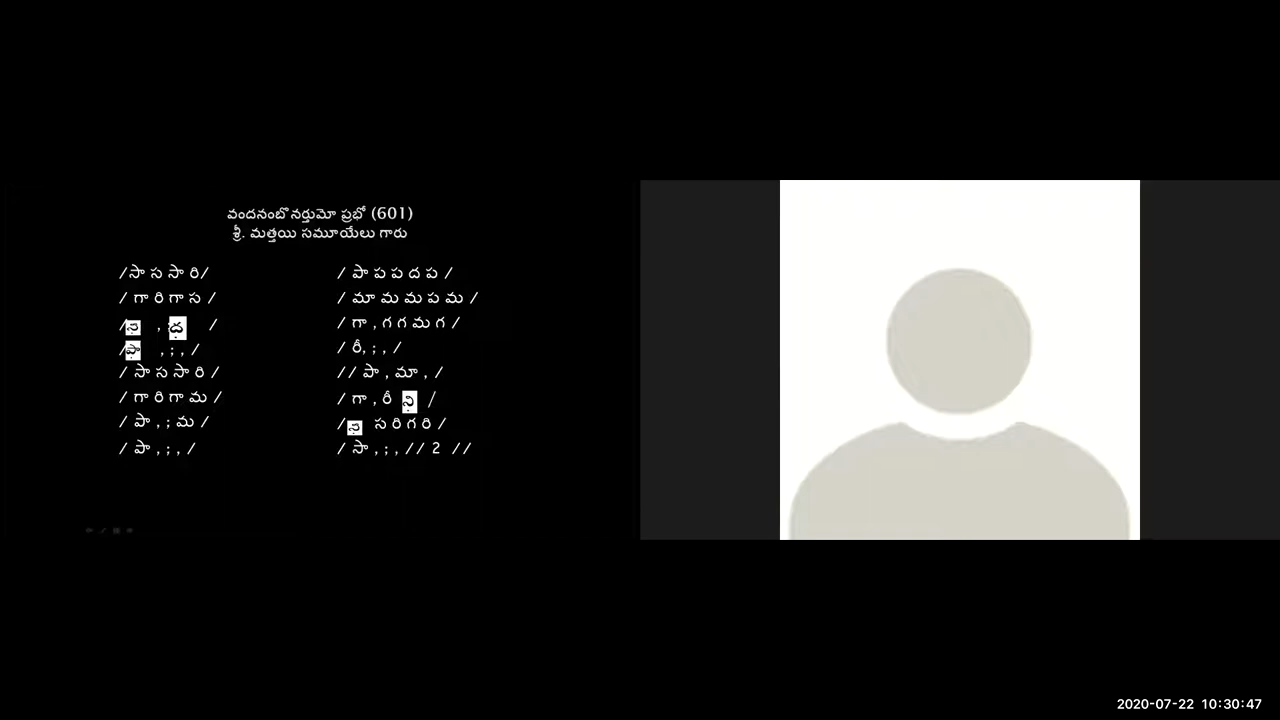 వందనంబొనర్తుమో ప్రభో (601)
శ్రీ. మత్తయి సమూయేలు గారు
/సా స సా రి/
/ గా రి గా స /
/ , ద /
/పా , ; , /
/ సా స సా రి /
/ గా రి గా మ /
/ పా , ; మ /
/ పా , ; , /
/ పా ప ప ద ప /
/ మా మ మ ప మ /
/ గా , గ గ మ గ /
/ రీ, ; , /
// పా , మా , /
/ గా , రీ ని /
/ స రి గ రి /
/ సా , ; , // 2 //
2020-07-22 10:30:47